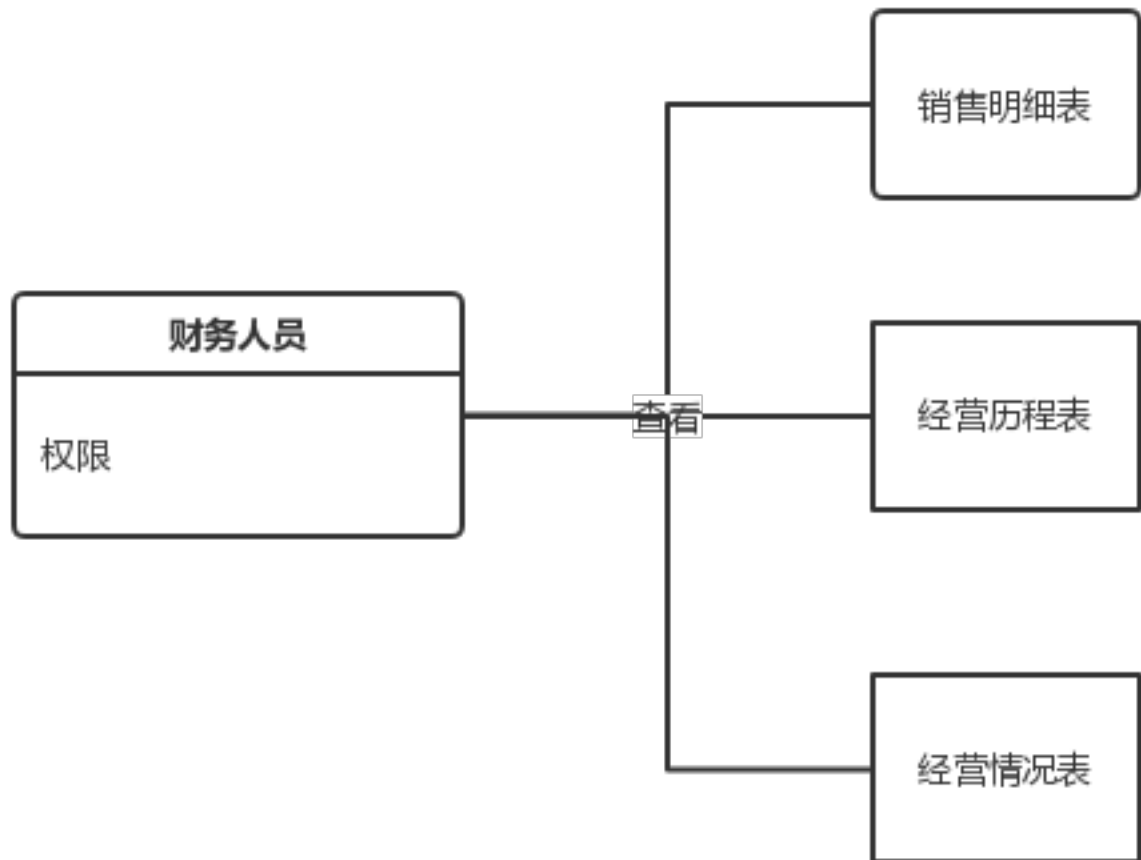 销售明细表
财务人员
权限
查看
经营历程表
经营情况表